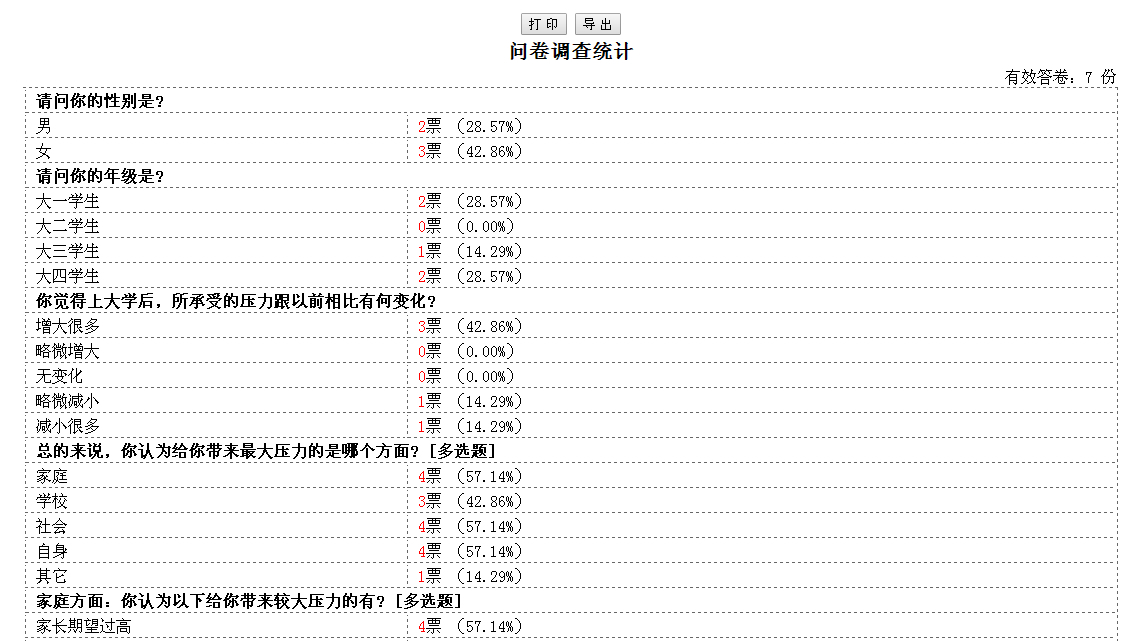 打 印 导 出
问卷调查统计
有效答卷：7 份
请问你的性别是?
男 2票 (28.57%)
女 3票 (42.86%)
请问你的年级是?
大一学生 2票 (28.57%)
大二学生 0票 (0.00%)
大三学生 1票 (14.29%)
大四学生 2票 (28.57%)
你觉得上大学后，所承受的压力跟以前相比有何变化?
增大很多 3票 (42.86%)
略微增大 0票 (0.00%)
无变化 0票 (0.00%)
略微减小 1票 (14.29%)
减小很多 1票 (14.29%)
总的来说，你认为给你带来最大压力的是哪个方面? [多选题]
家庭 4票 (57.14%)
学校 3票 (42.86%)
社会 4票 (57.14%)
自身 4票 (57.14%)
其它 1票 (14.29%)
家庭方面：你认为以下给你带来较大压力的有? [多选题]
家长期望过高 4票 (57.14%)